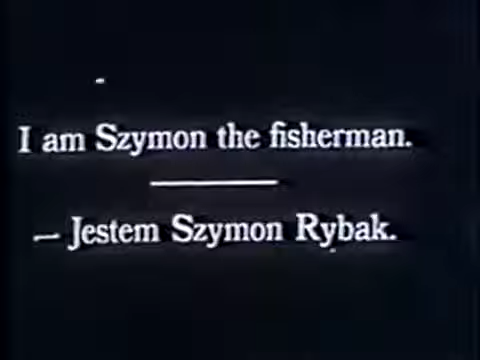 I am Szymon the fisherman.
— Jestem Szymon Rybak.